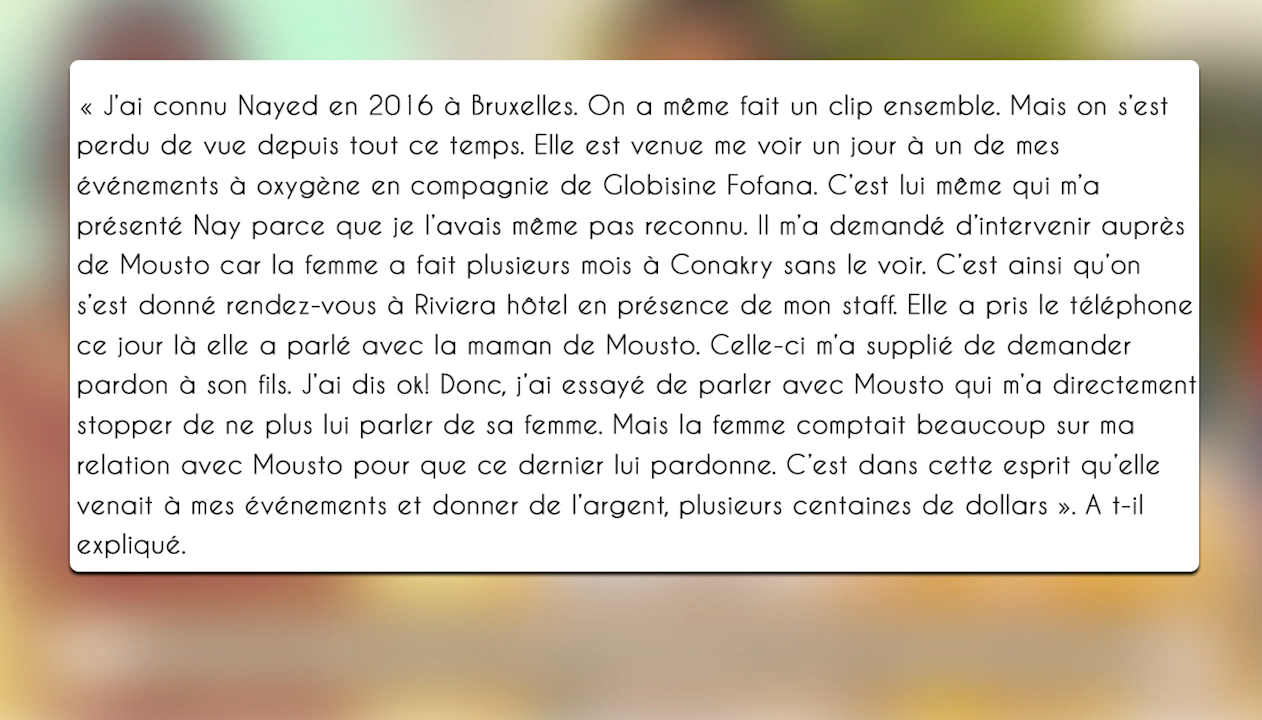 « J'ai connu Nayed en 2016 à Bruxelles. On a même fait un clip ensemble. Mais on s'est
perdu de vue depuis tout ce temps. Elle est venue me voir un jour à un de mes
événements à oxygène en compagnie de Globisine Fofana. C'est lui même qui m'a
présenté Nay parce que je l'avais même pas reconnu. Il m'a demandé d'intervenir auprès
de Mousto car la femme a fait plusieurs mois à Conakry sans le voir. C'est ainsi qu'on
s'est donné rendez-vous à Riviera hôtel en présence de mon staff. Elle a pris le téléphone
ce jour là elle a parlé avec la maman de Mousto. Celle-ci m'a supplié de demander
pardon à son fils. J'ai dis ok! Donc, j'ai essayé de parler avec Mousto qui m'a directement
stopper de ne plus lui parler de sa femme. Mais la femme comptait beaucoup sur ma
relation avec Mousto pour que ce dernier lui pardonne. C'est dans cette esprit qu'elle
venait à mes événements et donner de l'argent, plusieurs centaines de dollars ». A t-il
expliqué.